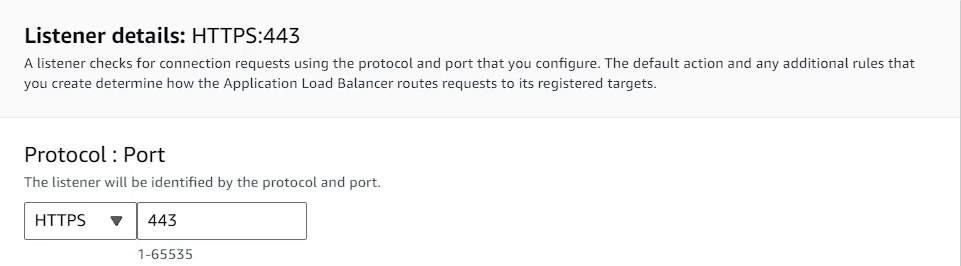 Listener details: HTTPS:443
A listener checks for connection requests using the protocol and port that you configure. The default action and any additional rules that
you create determine how the Application Load Balancer routes requests to its registered targets.
Protocol : Port
The listener will be identified by the protocol and port.
HTTPS 443
1-65535